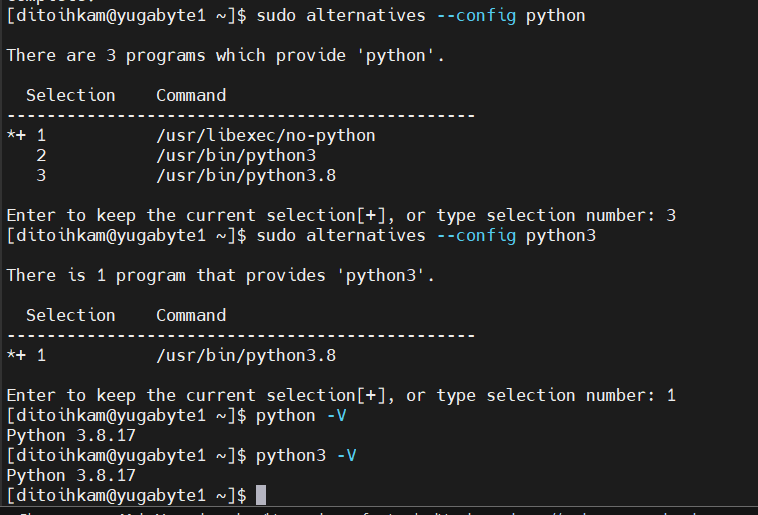 [ditoihkam@yugabyte1 ~]$ sudo alternatives --config python
There are 3 programs which provide 'python'.
Selection    Command
-----------------------------------------------
*+ 1           /usr/libexec/no-python
   2           /usr/bin/python3
   3           /usr/bin/python3.8
Enter to keep the current selection[+], or type selection number: 3
[ditoihkam@yugabyte1 ~]$ sudo alternatives --config python3
There is 1 program that provides 'python3'.
Selection    Command
-----------------------------------------------
*+ 1           /usr/bin/python3.8
Enter to keep the current selection[+], or type selection number: 1
[ditoihkam@yugabyte1 ~]$ python -V
Python 3.8.17
[ditoihkam@yugabyte1 ~]$ python3 -V
Python 3.8.17
[ditoihkam@yugabyte1 ~]$